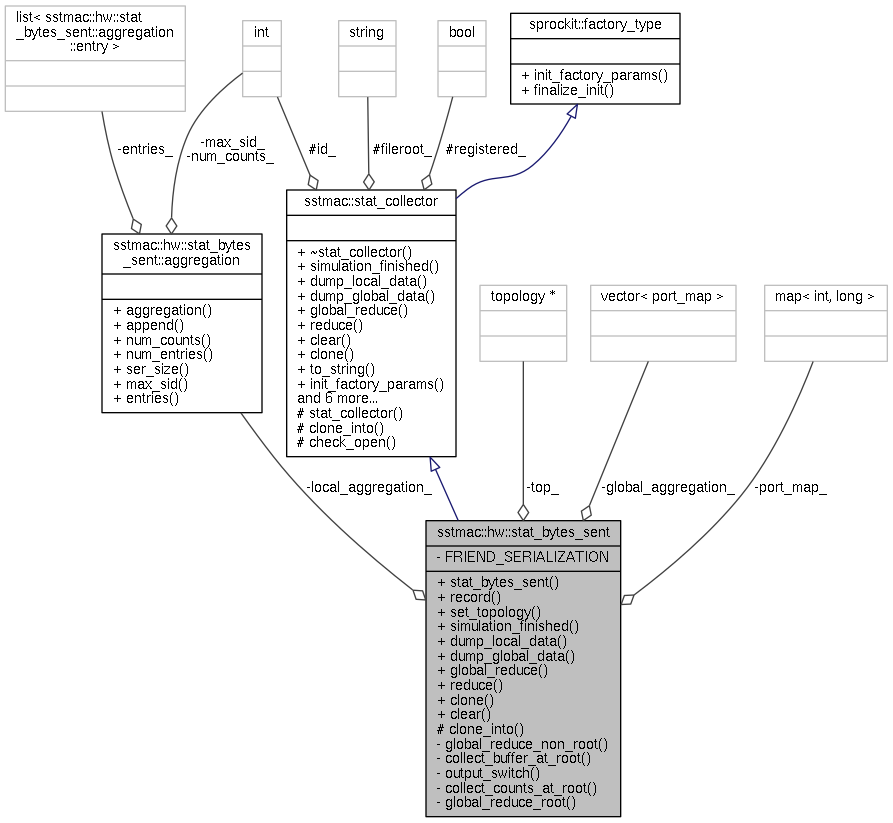 list< sstmac::hw::stat
_bytes_sent::aggregation
::entry >
int
string
bool
sprockit::factory_type
+ init_factory_params()
+ finalize_init()
-entries_
-max_sid_
-num_counts_
#id_
#fileroot_
#registered_
sstmac::hw::stat_bytes
_sent::aggregation
+ aggregation()
+ append()
+ num_counts()
+ num_entries()
+ ser_size()
+ max_sid()
+ entries()
sstmac::stat_collector
+ ~stat_collector()
+ simulation_finished()
+ dump_local_data()
+ dump_global_data()
+ global_reduce()
+ reduce()
+ clear()
+ clone()
+ to_string()
+ init_factory_params()
and 6 more...
# stat_collector()
# clone_into()
# check_open()
topology *
vector< port_map >
map< int, long >
-local_aggregation_
-top_
-global_aggregation_
-port_map_
sstmac::hw::stat_bytes_sent
- FRIEND_SERIALIZATION
+ stat_bytes_sent()
+ record()
+ set_topology()
+ simulation_finished()
+ dump_local_data()
+ dump_global_data()
+ global_reduce()
+ reduce()
+ clone()
+ clear()
# clone_into()
- global_reduce_non_root()
- collect_buffer_at_root()
- output_switch()
- collect_counts_at_root()
- global_reduce_root()